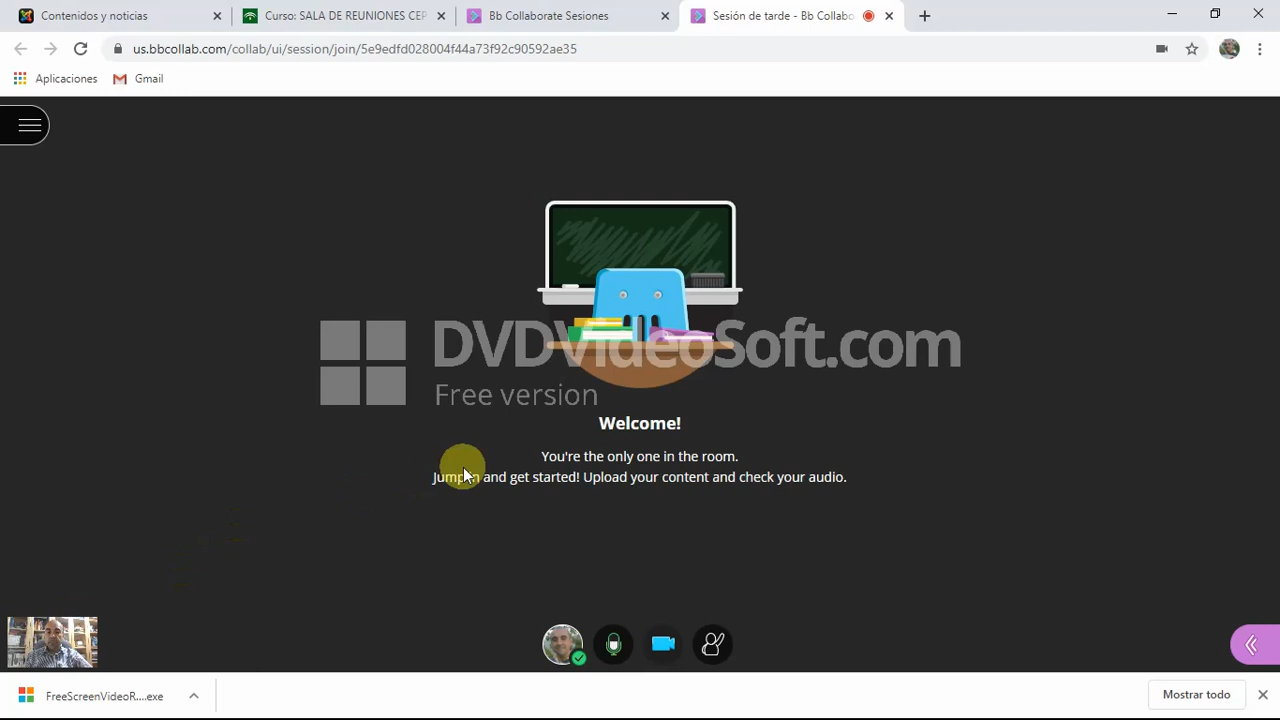 Contenidos y noticias
Curso: SALA DE REUNIONES CEP
Bb Collaborate Sesiones
Sesión de tarde - Bb Collabo
us.bbcollab.com/collab/ui/session/join/5e9edfd028004f44a73f92c90592ae35
Aplicaciones
Gmail
DVDVideoSoft.com
Free version
Welcome!
You're the only one in the room.
Jump in and get started! Upload your content and check your audio.
FreeScreenVideoR....exe
Mostrar todo